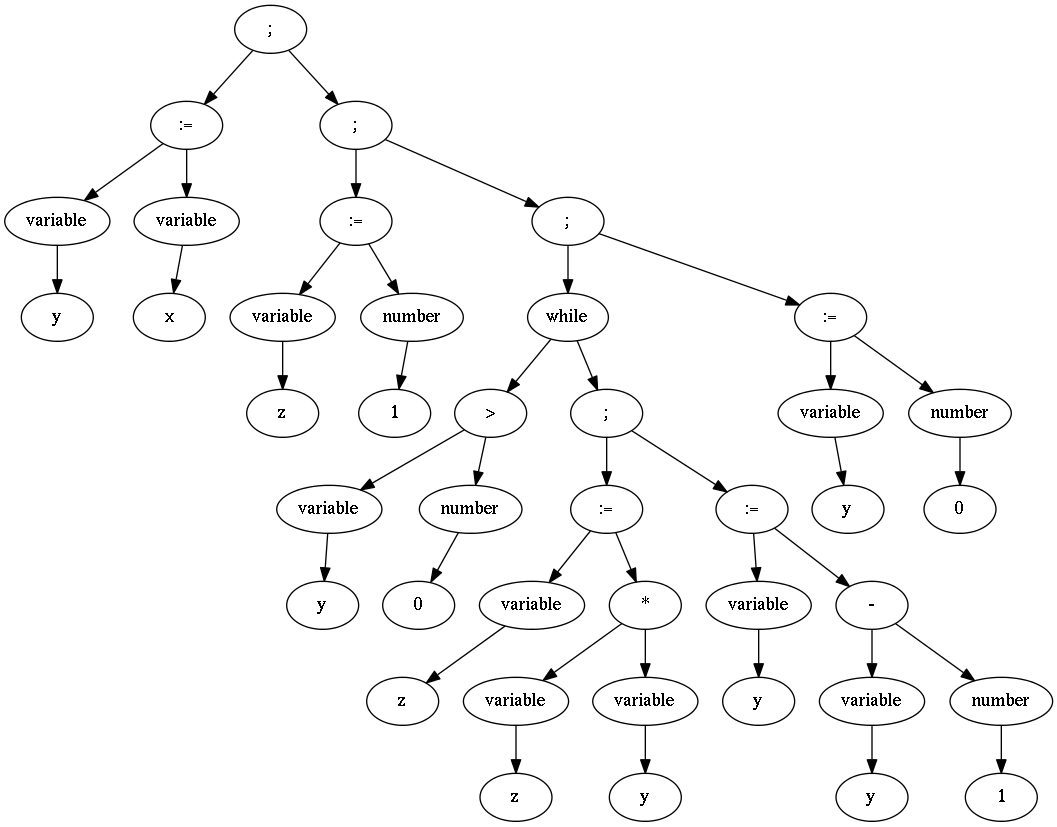 ;
:= ;
variable variable := ;
y x variable number while :=
z 1 > ; variable number
variable number := := y 0
y 0 variable * variable -
z variable variable y variable number
z y y 1